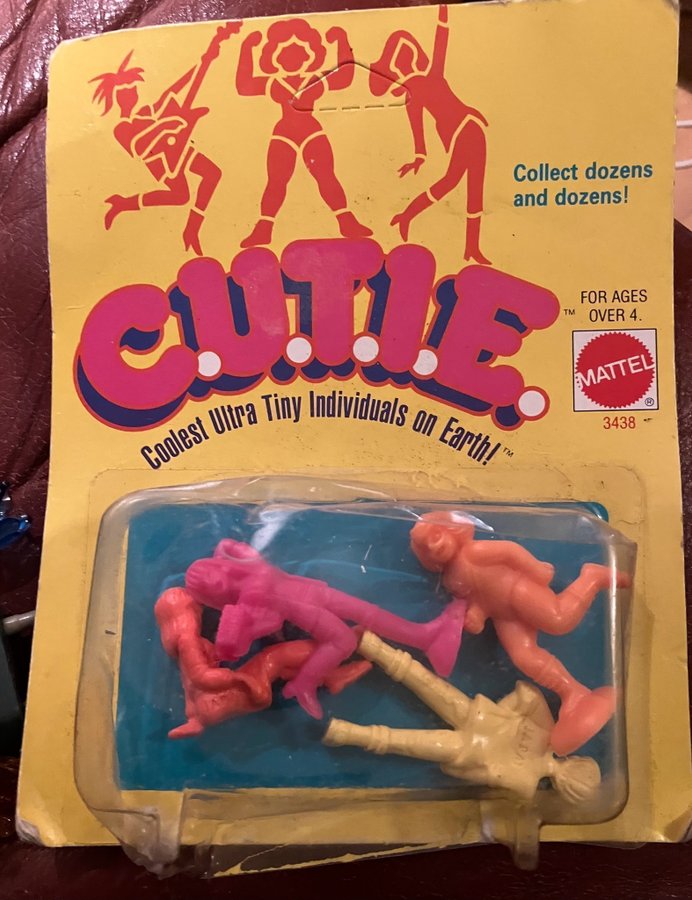 Collect dozens
and dozens!
C.U.T.I.E.™
Coolest Ultra Tiny Individuals on Earth!™
FOR AGES
OVER 4.
MATTEL®
3438